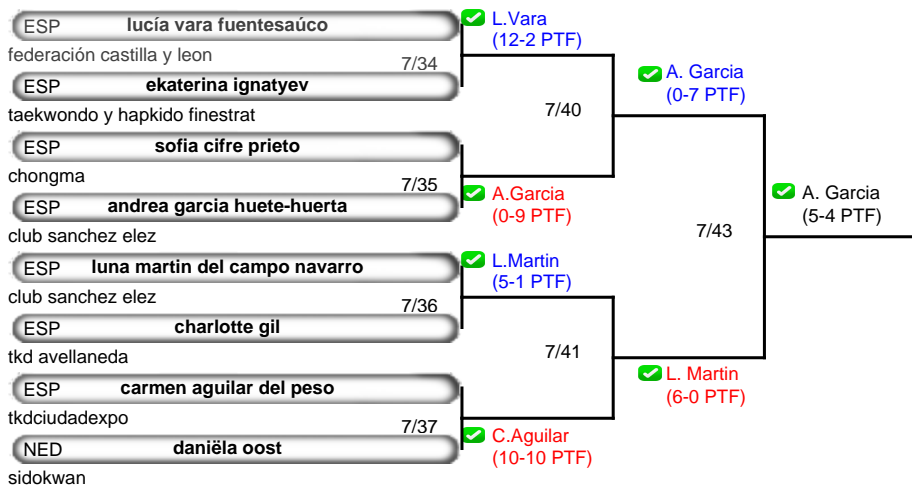 ESP lucía vara fuentesaúco
federación castilla y leon
7/34
ESP ekaterina ignatyev
taekwondo y hapkido finestrat
L.Vara
(12-2 PTF)
7/40
ESP sofia cifre prieto
chongma
7/35
ESP andrea garcia huete-huerta
club sanchez elez
A.Garcia
(0-9 PTF)
A. Garcia
(0-7 PTF)
7/43
A. Garcia
(5-4 PTF)
ESP luna martin del campo navarro
club sanchez elez
7/36
ESP charlotte gil
tkd avellaneda
L.Martin
(5-1 PTF)
7/41
ESP carmen aguilar del peso
tkdciudadexpo
7/37
NED daniëla oost
sidokwan
C.Aguilar
(10-10 PTF)
L. Martin
(6-0 PTF)